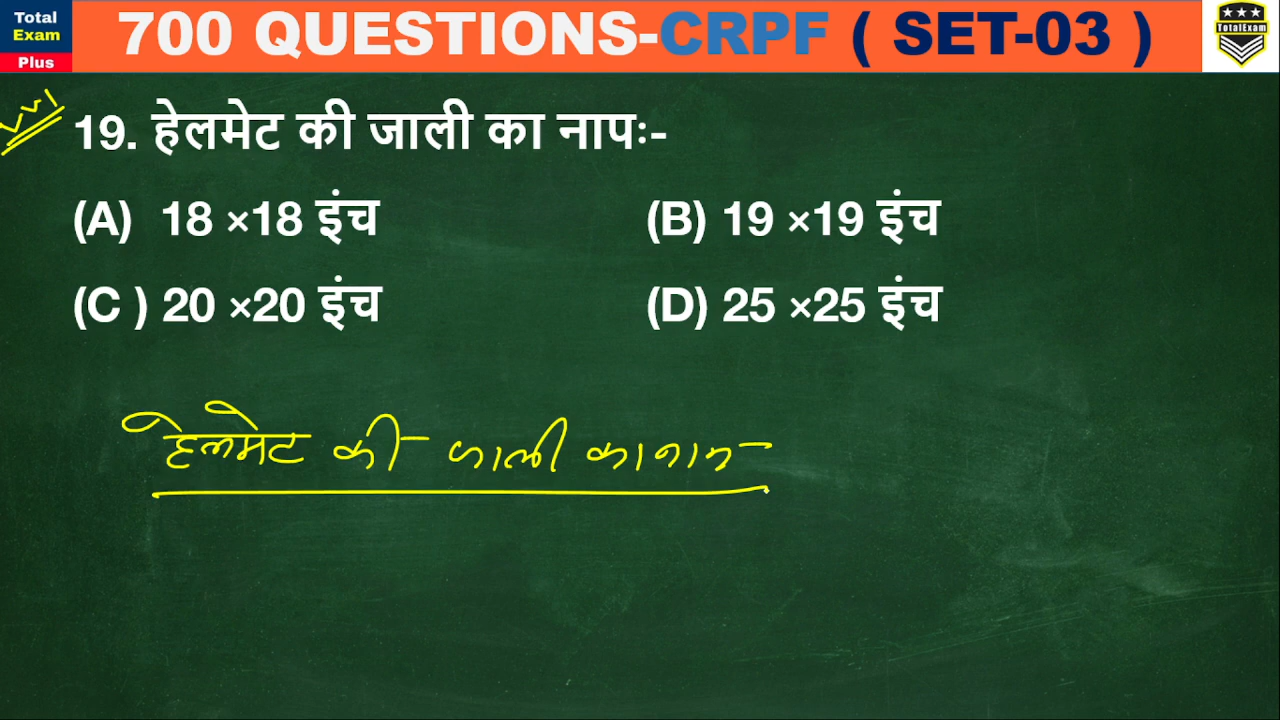 Total
Exam
Plus
700 QUESTIONS-CRPF ( SET-03 )
TotalExam
19. हेलमेट की जाली का नापः-
(A) 18 ×18 इंच
(B) 19 ×19 इंच
(C ) 20 ×20 इंच
(D) 25 ×25 इंच
हेलमेट की जाली का नाप-